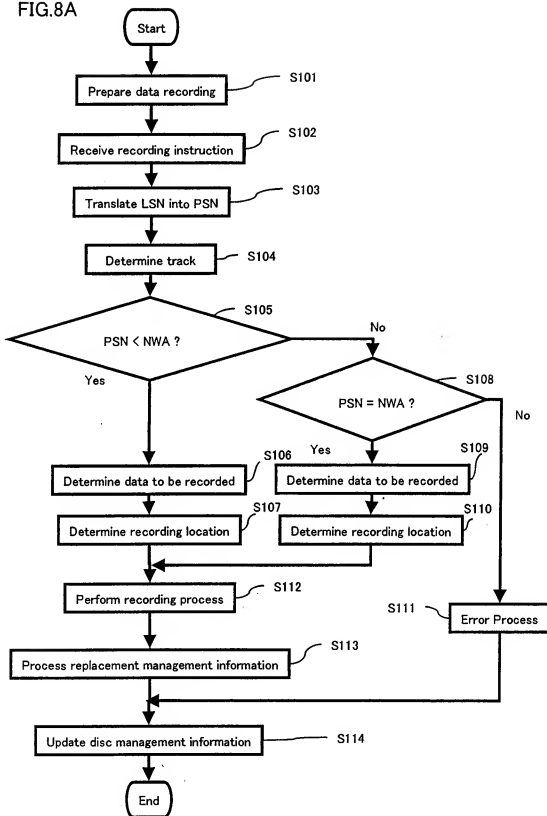 FIG.8A
Start
S101
Prepare data recording
S102
Receive recording instruction
S103
Translate LSN into PSN
S104
Determine track
S105
PSN < NWA ?
No
Yes
S108
PSN = NWA ?
No
Yes
S106
Determine data to be recorded
S109
Determine data to be recorded
S107
Determine recording location
S110
Determine recording location
S112
Perform recording process
S111
Error Process
S113
Process replacement management information
S114
Update disc management information
End